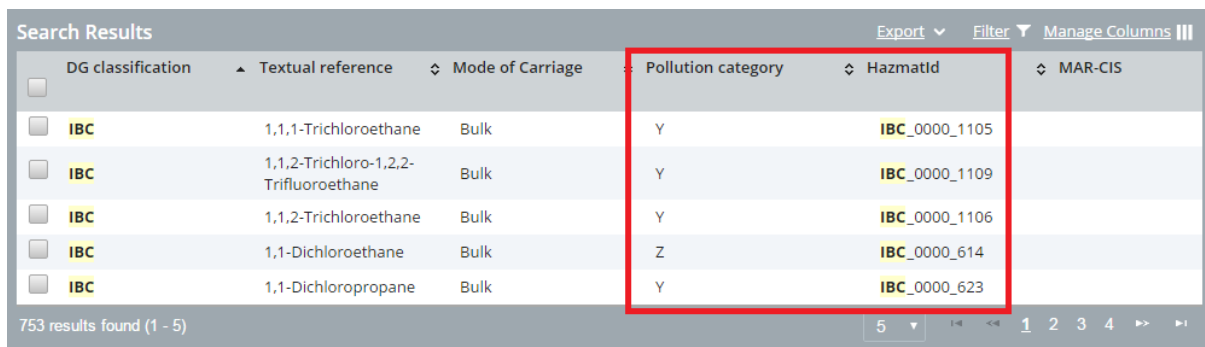 Search Results Export Filter Manage Columns
DG classification Textual reference Mode of Carriage Pollution category HazmatId MAR-CIS
IBC 1,1,1-Trichloroethane Bulk Y IBC_0000_1105
IBC 1,1,2-Trichloro-1,2,2-
Trifluoroethane Bulk Y IBC_0000_1109
IBC 1,1,2-Trichloroethane Bulk Y IBC_0000_1106
IBC 1,1-Dichloroethane Bulk Z IBC_0000_614
IBC 1,1-Dichloropropane Bulk Y IBC_0000_623
753 results found (1 - 5) 5 1 2 3 4